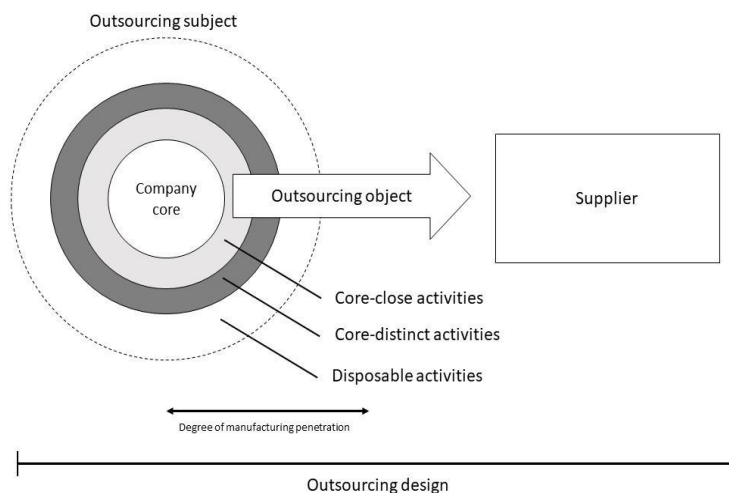 Outsourcing subject
Company
core
Outsourcing object
Supplier
Core-close activities
Core-distinct activities
Disposable activities
Degree of manufacturing penetration
Outsourcing design